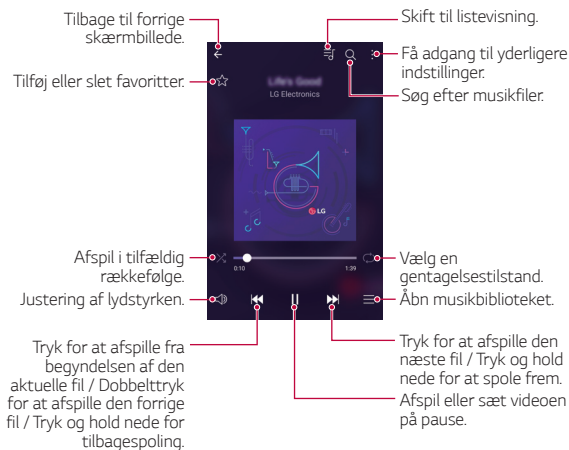 Tilbage til forrige
skærmbillede.
Skift til listevisning.
Få adgang til yderligere
indstillinger.
Tilføj eller slet favoritter.
Søg efter musikfiler.
Life's Good
LG Electronics
LG
Afspil i tilfældig
rækkefølge.
Vælg en
gentagelsestilstand.
0:10
1:39
Justering af lydstyrken.
Åbn musikbiblioteket.
Tryk for at afspille fra
begyndelsen af den
aktuelle fil / Dobbelttryk
for at afspille den forrige
fil / Tryk og hold nede for
tilbagespoling.
Tryk for at afspille den
næste fil / Tryk og hold
nede for at spole frem.
Afspil eller sæt videoen
på pause.